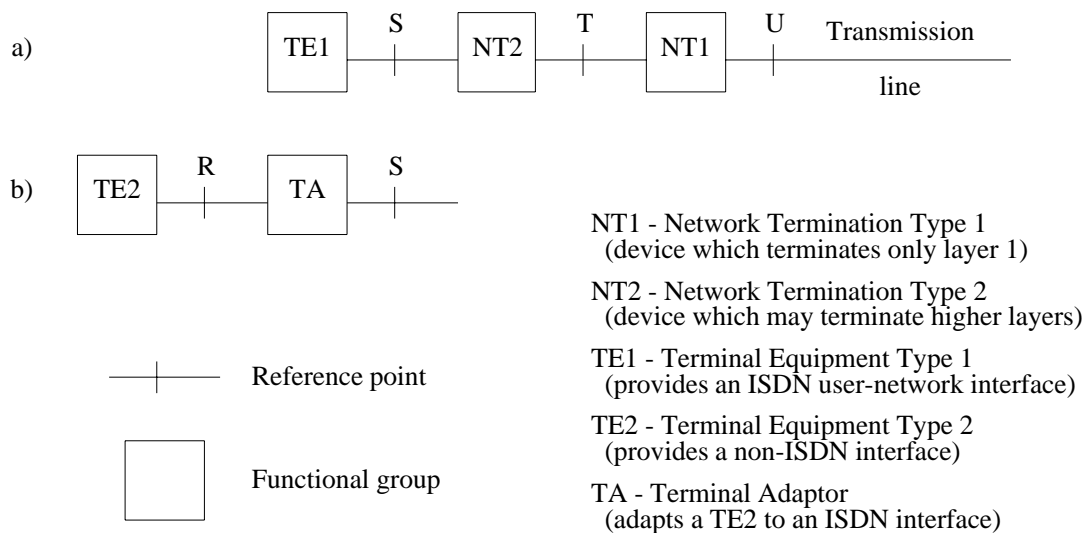 a)
TE1
S
NT2
T
NT1
U
Transmission
line
b)
TE2
R
TA
S
Reference point
Functional group
NT1 - Network Termination Type 1
(device which terminates only layer 1)
NT2 - Network Termination Type 2
(device which may terminate higher layers)
TE1 - Terminal Equipment Type 1
(provides an ISDN user-network interface)
TE2 - Terminal Equipment Type 2
(provides a non-ISDN interface)
TA - Terminal Adaptor
(adapts a TE2 to an ISDN interface)